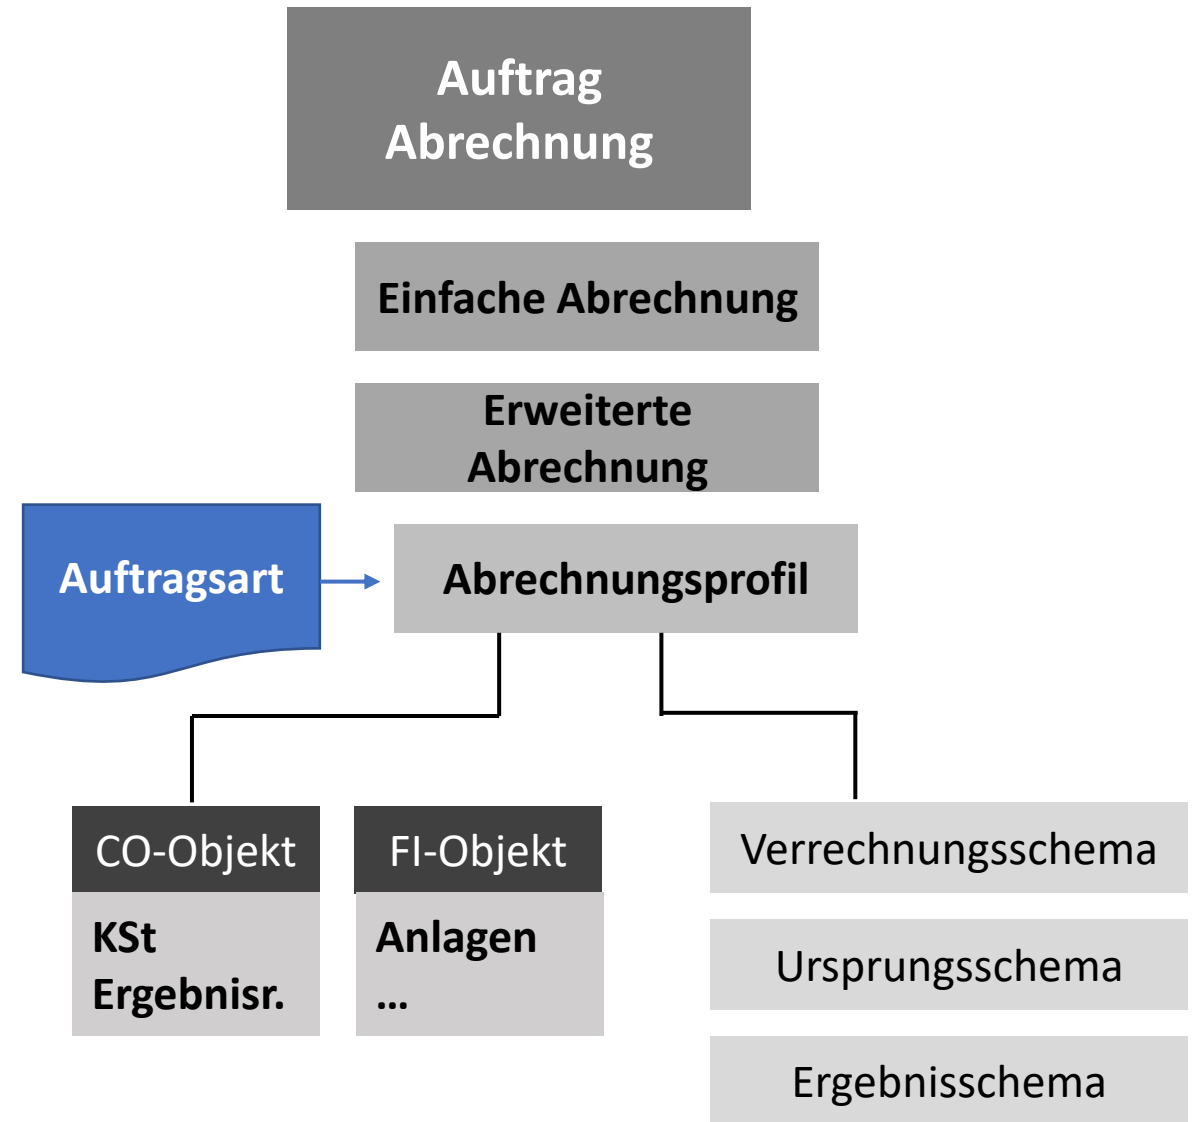 Auftrag
Abrechnung
Einfache Abrechnung
Erweiterte
Abrechnung
Auftragsart
Abrechnungsprofil
CO-Objekt
KSt
Ergebnisr.
FI-Objekt
Anlagen
...
Verrechnungsschema
Ursprungsschema
Ergebnisschema